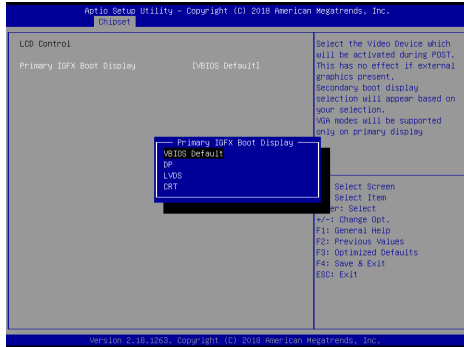 Aptio Setup Utility – Copyright (C) 2018 American Megatrends, Inc.
Chipset
LCD Control
Primary IGFX Boot Display [VBIOS Default]
Select the Video Device which
will be activated during POST.
This has no effect if external
graphics present.
Secondary boot display
selection will appear based on
your selection.
VGA modes will be supported
only on primary display
Primary IGFX Boot Display
VBIOS Default
DP
LVDS
CRT
Select Screen
Select Item
er: Select
+/-: Change Opt.
F1: General Help
F2: Previous Values
F3: Optimized Defaults
F4: Save & Exit
ESC: Exit
Version 2.18.1263. Copyright (C) 2018 American Megatrends, Inc.